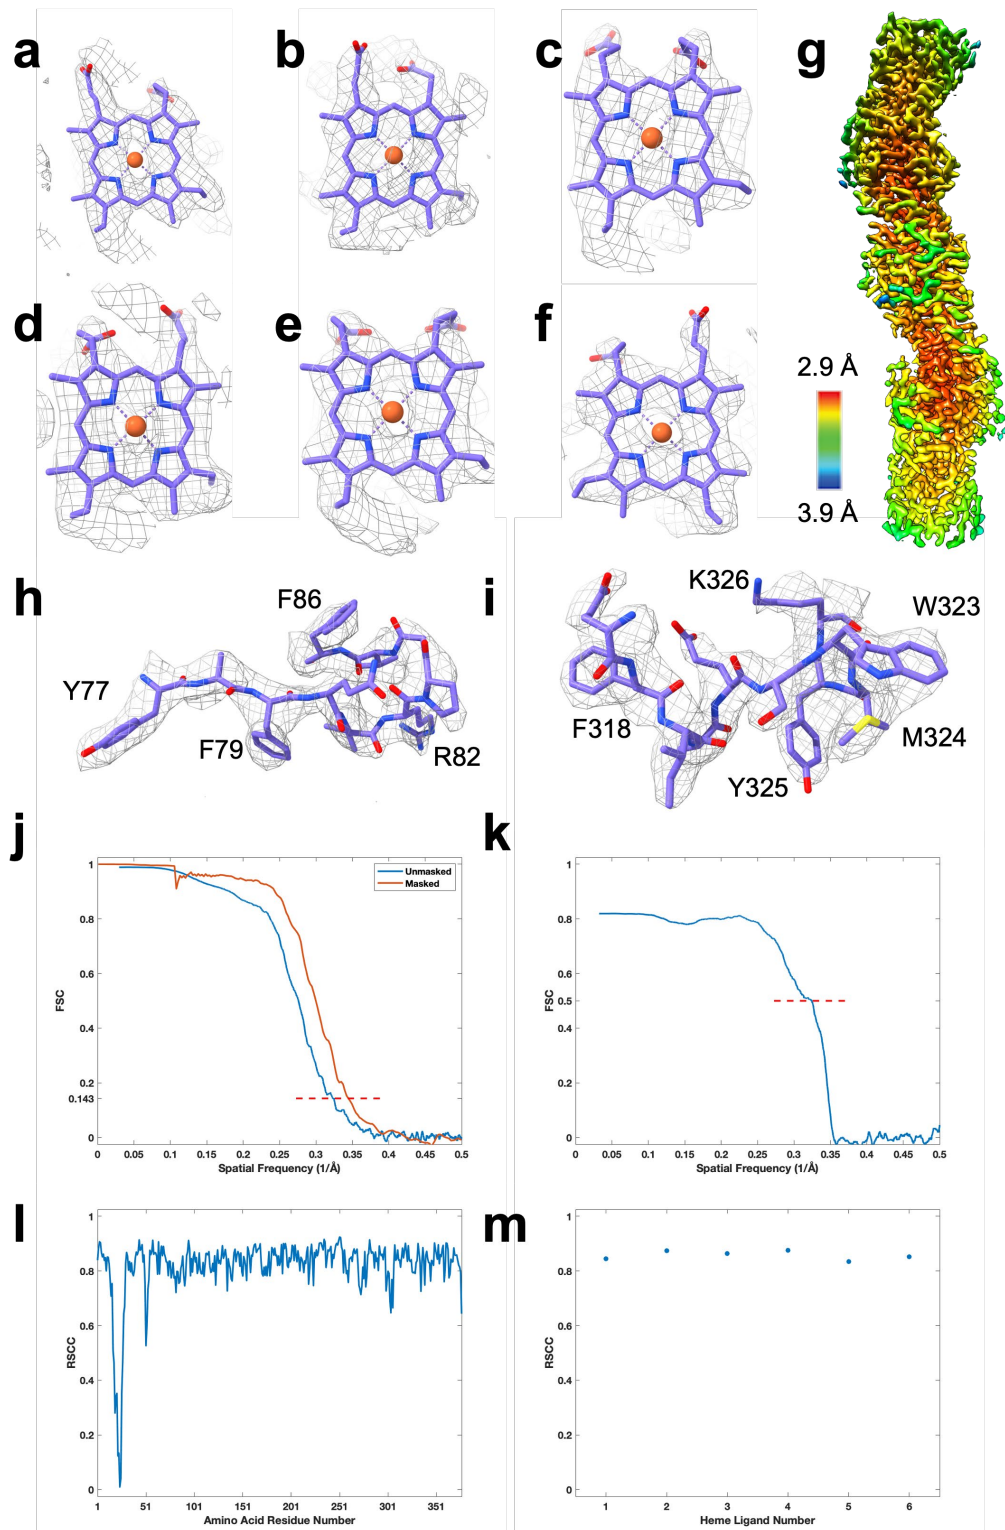 a
b
c
g
d
e
f
2.9 Å
3.9 Å
h
F86
Y77
F79
R82
i
K326
W323
F318
M324
Y325
j
Unmasked
Masked
1
0.8
0.6
0.4
0.2
0.143
0
FSC
0 0.05 0.1 0.15 0.2 0.25 0.3 0.35 0.4 0.45 0.5
Spatial Frequency (1/Å)
k
1
0.8
0.6
0.5
0.4
0.2
0
FSC
0 0.05 0.1 0.15 0.2 0.25 0.3 0.35 0.4 0.45 0.5
Spatial Frequency (1/Å)
l
1
0.8
0.6
0.4
0.2
0
RSCC
1 51 101 151 201 251 301 351
Amino Acid Residue Number
m
1
0.8
0.6
0.4
0.2
0
RSCC
1 2 3 4 5 6
Heme Ligand Number